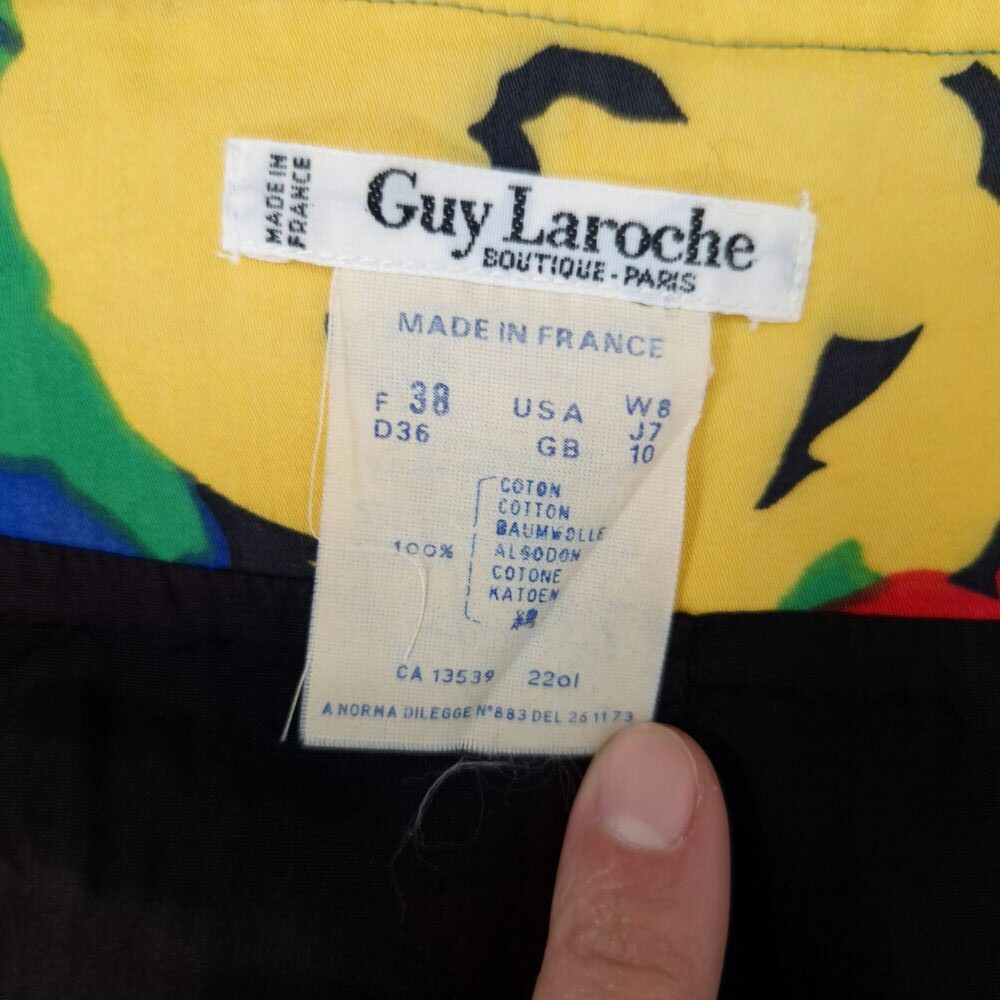 MADE IN
FRANCE
Guy Laroche
BOUTIQUE - PARIS
MADE IN FRANCE
F 38 USA W8
J7
D36 GB 10
COTON
COTTON
BAUMWOLLE
100% ALGODON
COTONE
KATOEN
CA 13539 22ol
A NORMA DILEGGE N°883 DEL 26 11 73